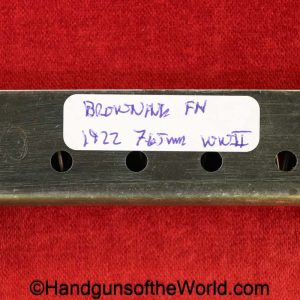 BROWNING FN
1922 7.65mm WWII
© HandgunsoftheWorld.com